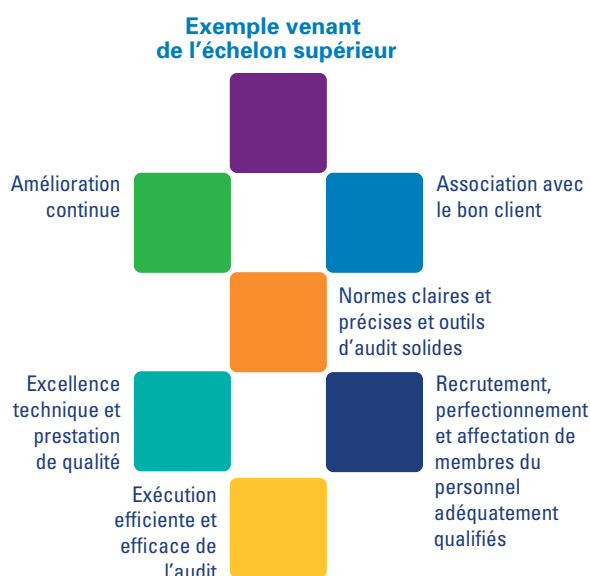 Exemple venant
de l’échelon supérieur
Amélioration
continue
Association avec
le bon client
Normes claires et
précises et outils
d’audit solides
Excellence
technique et
prestation
de qualité
Recrutement,
perfectionnement
et affectation de
membres du
personnel
adéquatement
qualifiés
Exécution
efficiente et
efficace de
l’audit